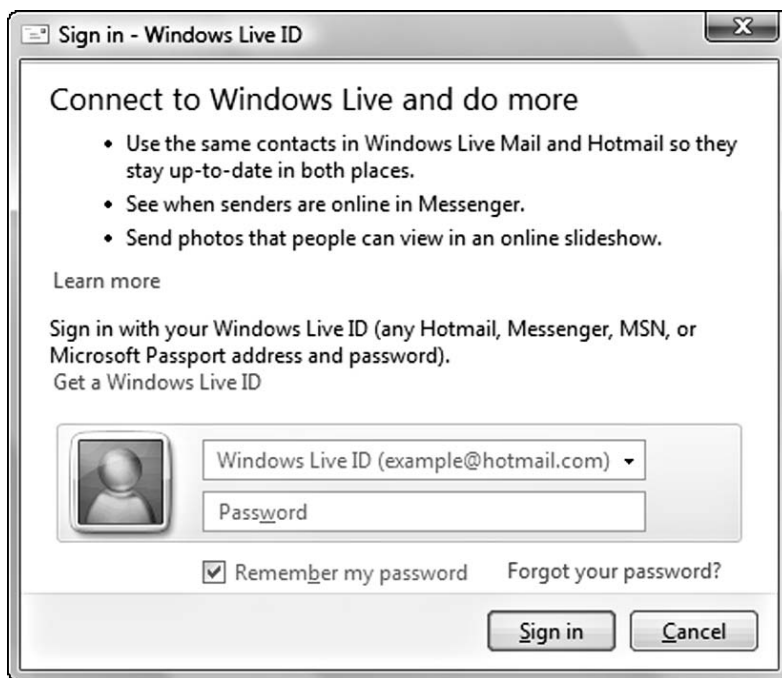 Sign in - Windows Live ID
Connect to Windows Live and do more
• Use the same contacts in Windows Live Mail and Hotmail so they
stay up-to-date in both places.
• See when senders are online in Messenger.
• Send photos that people can view in an online slideshow.
Learn more
Sign in with your Windows Live ID (any Hotmail, Messenger, MSN, or
Microsoft Passport address and password).
Get a Windows Live ID
Windows Live ID (example@hotmail.com)
Password
Remember my password Forgot your password?
Sign in Cancel